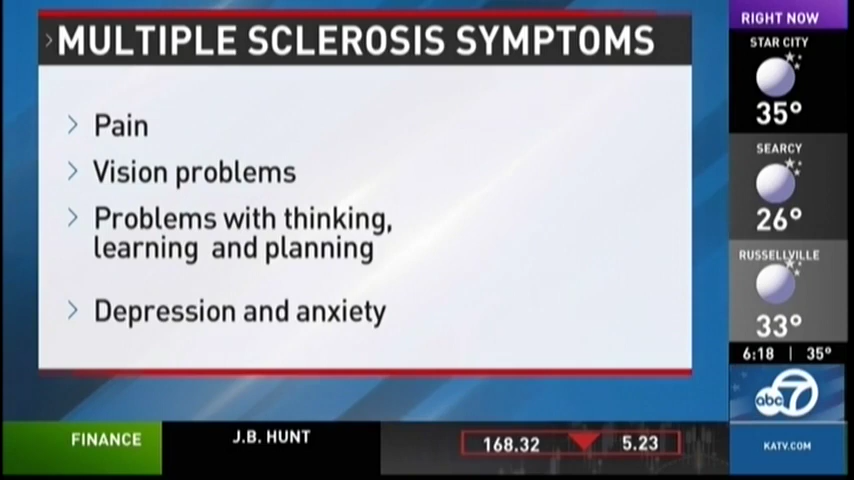 MULTIPLE SCLEROSIS SYMPTOMS
Pain
Vision problems
Problems with thinking,
learning and planning
Depression and anxiety
RIGHT NOW
STAR CITY
35°
SEARCY
26°
RUSSELLVILLE
33°
6:18 | 35°
abc 7
KATV.COM
FINANCE
J.B. HUNT
168.32
5.23